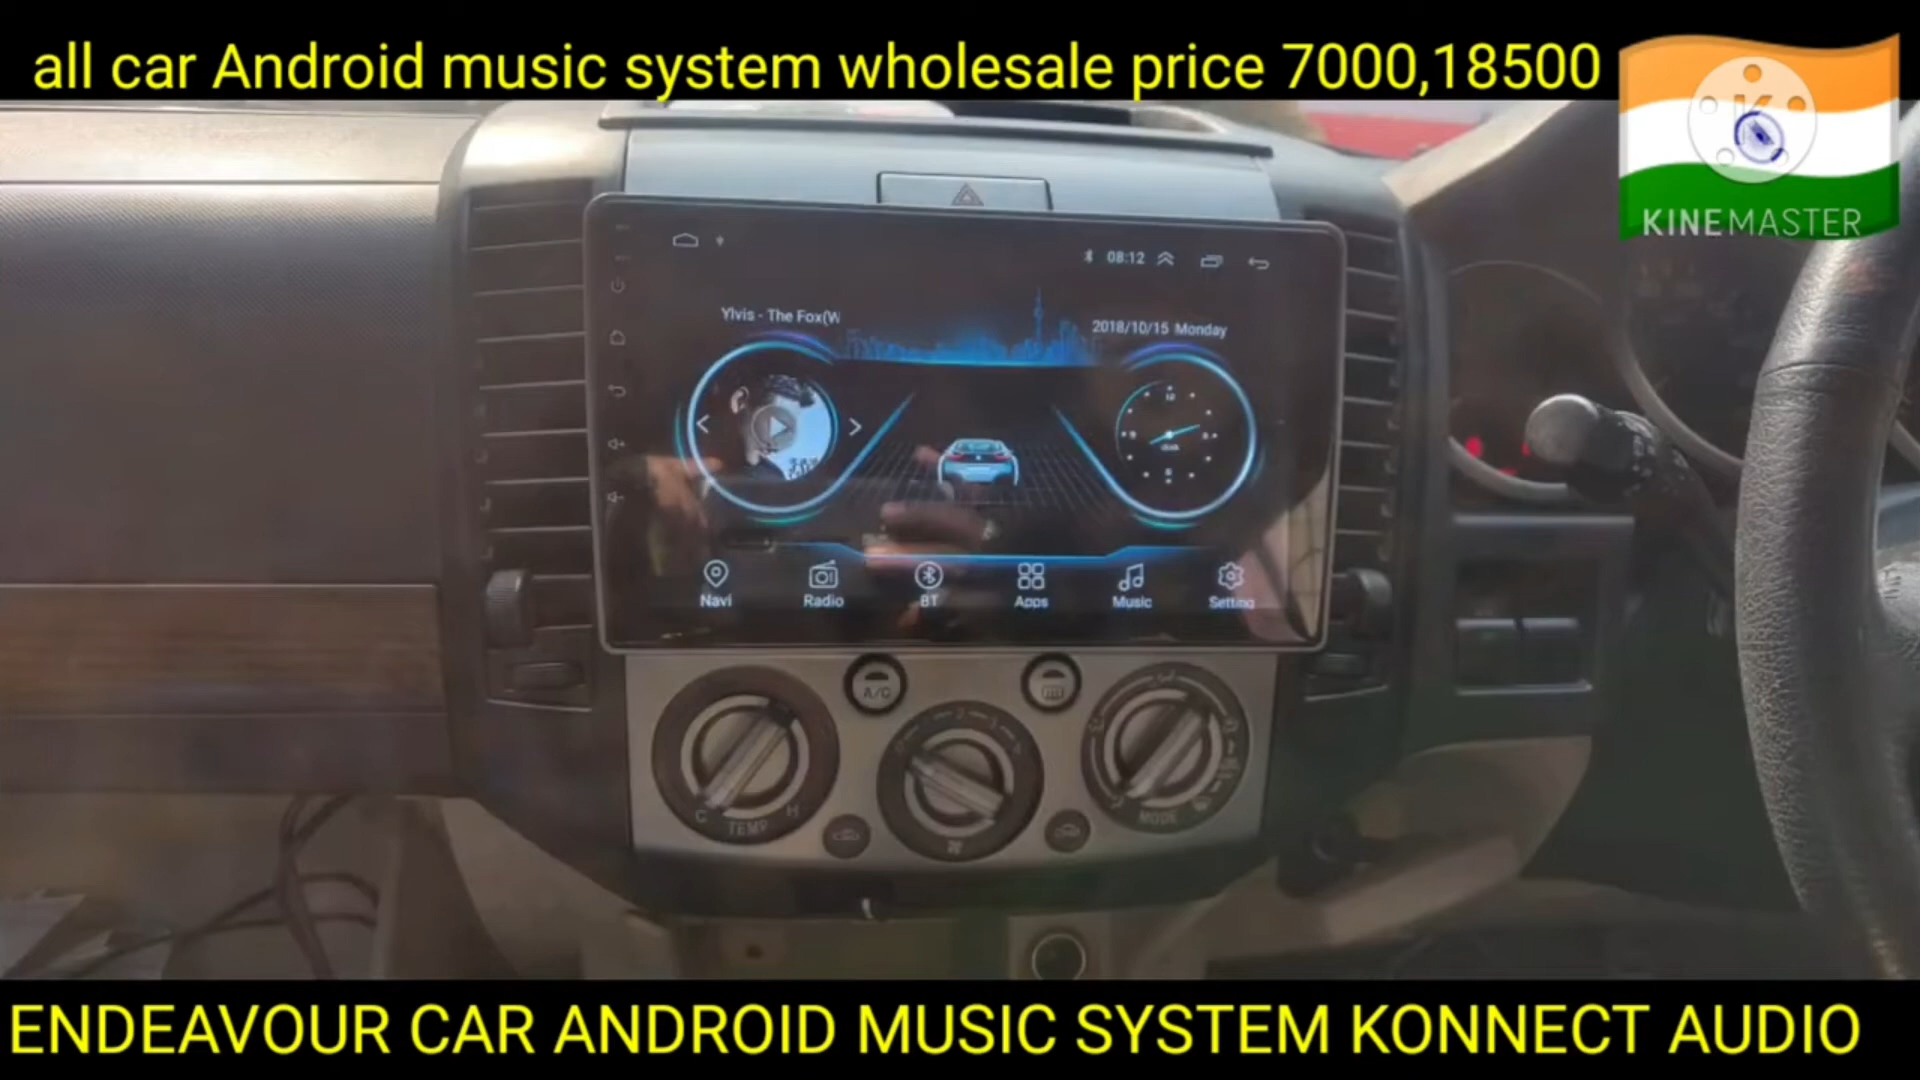 all car Android music system wholesale price 7000,18500
KINEMASTER
08:12
Ylvis - The Fox(W
2018/10/15 Monday
12
Navi
Radio
BT
Apps
Music
Setting
A/C
C
H
TEMP
MODE
ENDEAVOUR CAR ANDROID MUSIC SYSTEM KONNECT AUDIO